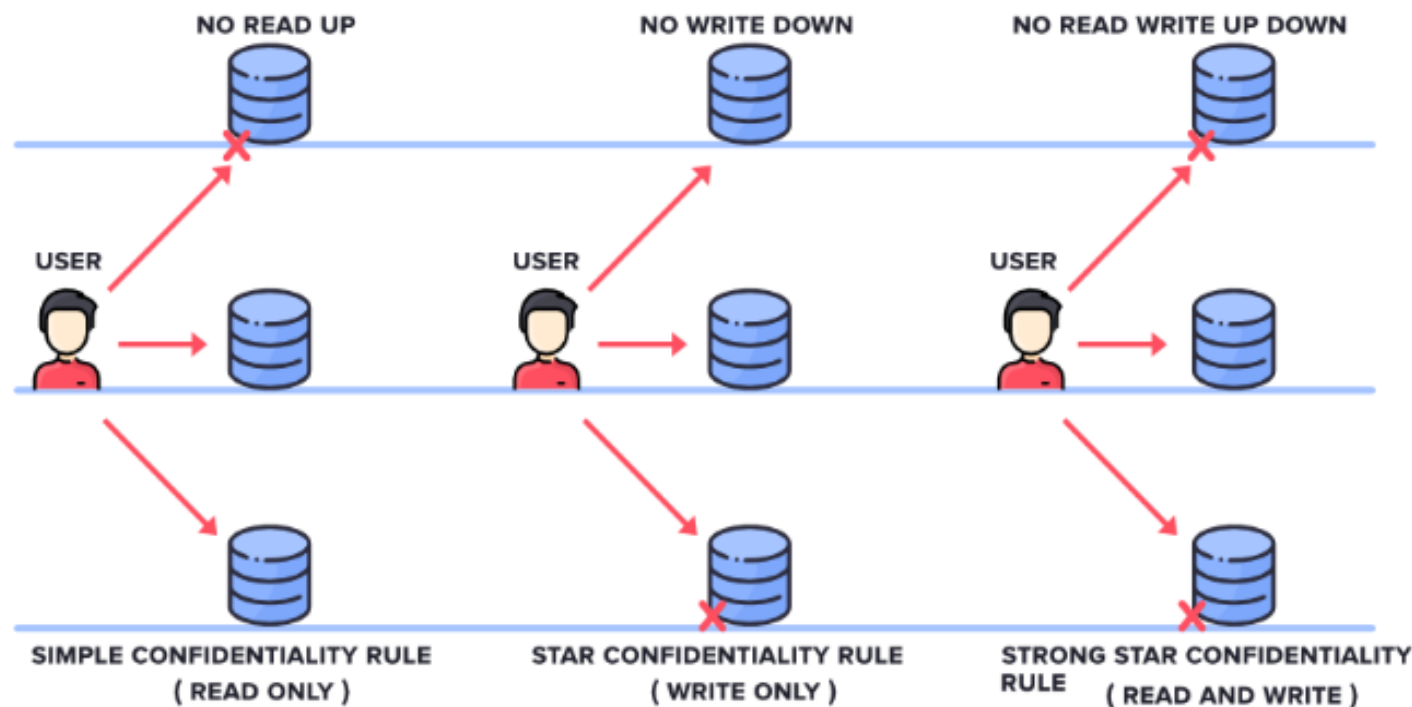 NO READ UP
NO WRITE DOWN
NO READ WRITE UP DOWN
USER
USER
USER
SIMPLE CONFIDENTIALITY RULE
( READ ONLY )
STAR CONFIDENTIALITY RULE
( WRITE ONLY )
STRONG STAR CONFIDENTIALITY
RULE ( READ AND WRITE )